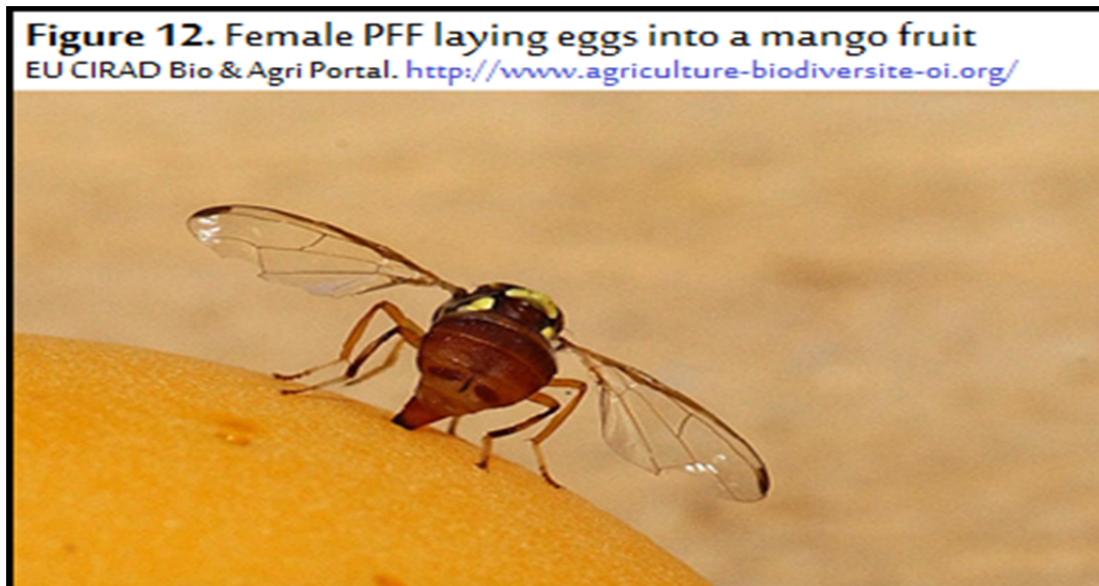 Figure 12. Female PFF laying eggs into a mango fruit
EU CIRAD Bio & Agri Portal. http://www.agriculture-biodiversite-oi.org/